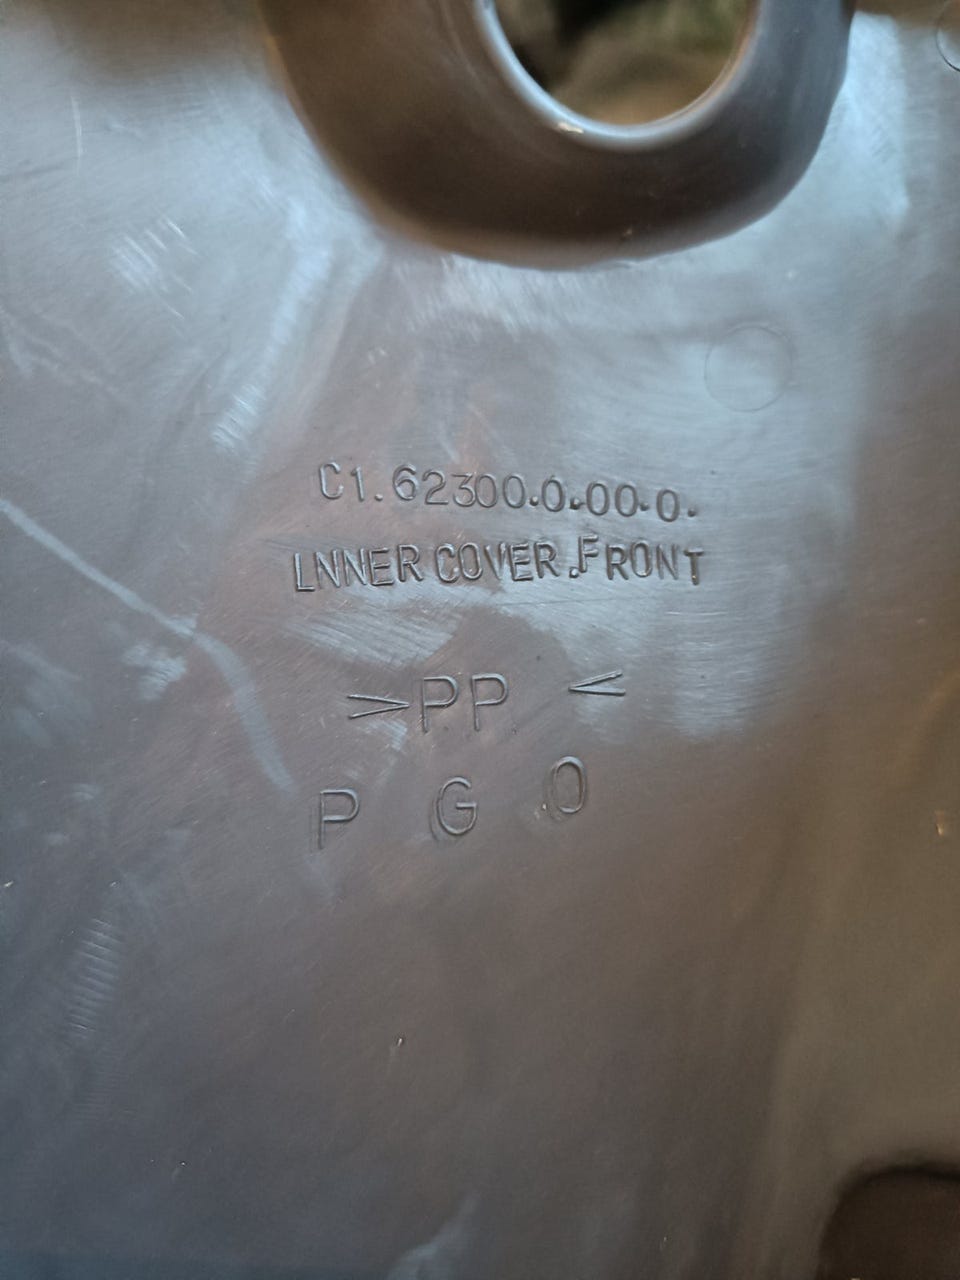 C1.62300.0.00.0.
LNNER COVER.FRONT
>PP<
P G O